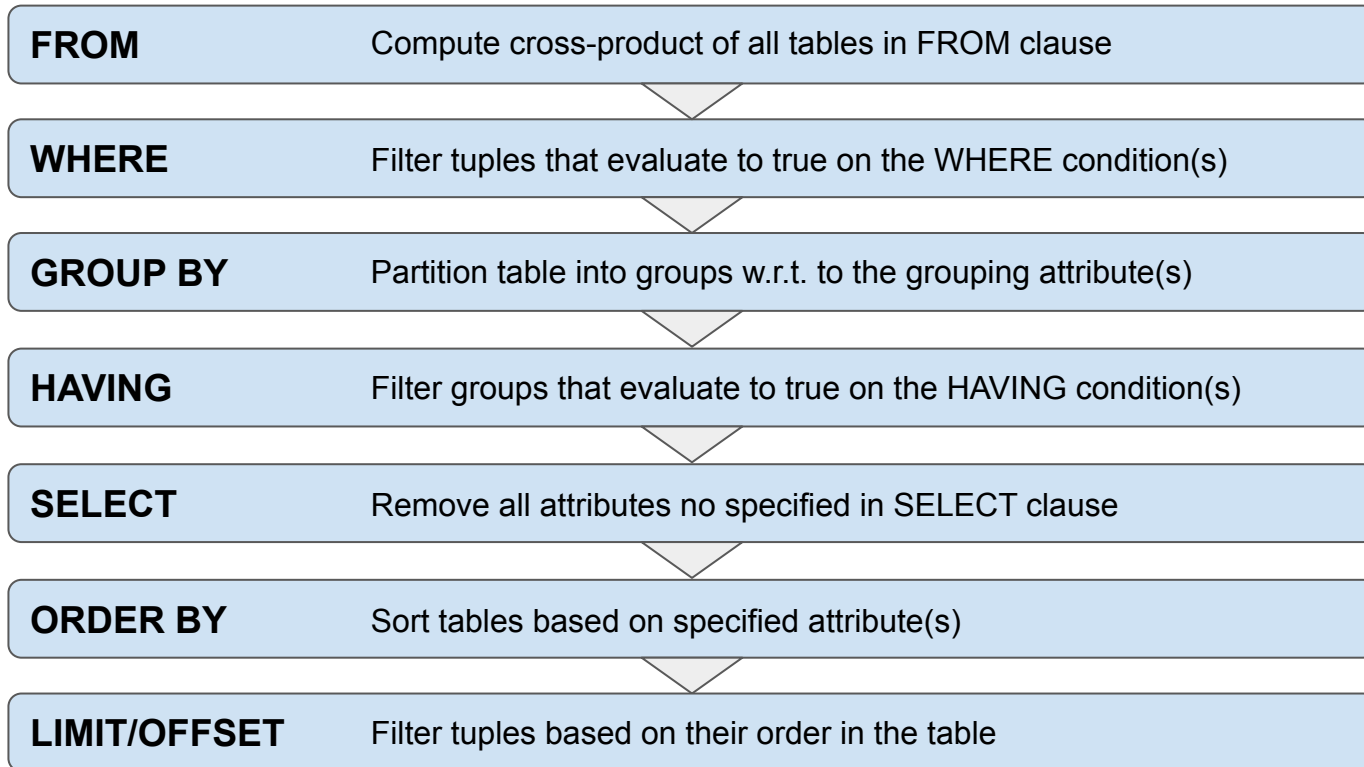 FROM Compute cross-product of all tables in FROM clause
WHERE Filter tuples that evaluate to true on the WHERE condition(s)
GROUP BY Partition table into groups w.r.t. to the grouping attribute(s)
HAVING Filter groups that evaluate to true on the HAVING condition(s)
SELECT Remove all attributes no specified in SELECT clause
ORDER BY Sort tables based on specified attribute(s)
LIMIT/OFFSET Filter tuples based on their order in the table